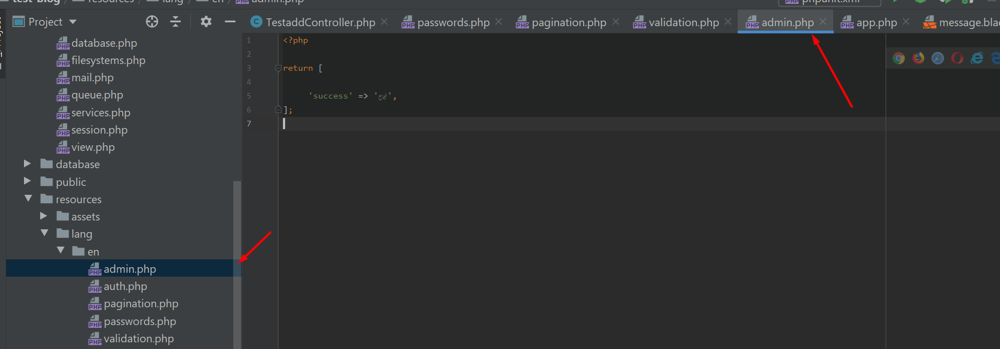 test-blog / resources / lang / en / admin.php
phpunit.xml
Project
TestaddController.php
passwords.php
pagination.php
validation.php
admin.php
app.php
message.bla
database.php
filesystems.php
mail.php
queue.php
services.php
session.php
view.php
database
public
resources
assets
lang
en
admin.php
auth.php
pagination.php
passwords.php
validation.php
1 <?php
2
3 return [
4
5 'success' => 'نجاح',
6 ];
7